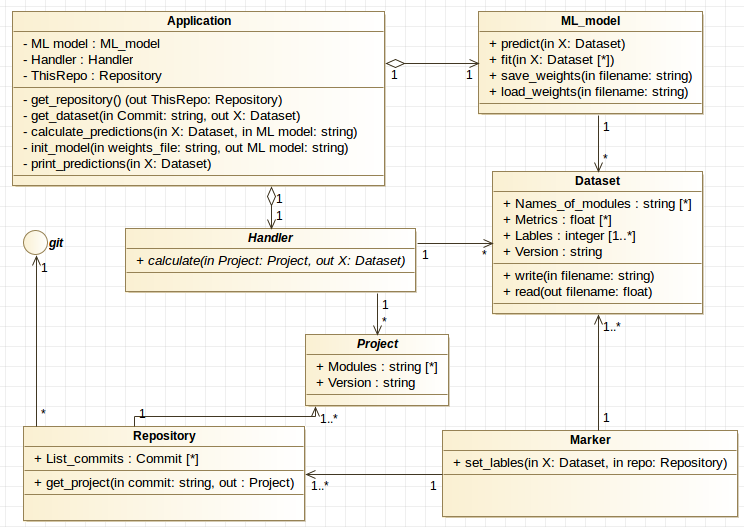 Application
- ML model : ML_model
- Handler : Handler
- ThisRepo : Repository
- get_repository() (out ThisRepo: Repository)
- get_dataset(in Commit: string, out X: Dataset)
- calculate_predictions(in X: Dataset, in ML model: string)
- init_model(in weights_file: string, out ML model: string)
- print_predictions(in X: Dataset)
1
1
ML_model
+ predict(in X: Dataset)
+ fit(in X: Dataset [*])
+ save_weights(in filename: string)
+ load_weights(in filename: string)
1
*
Dataset
+ Names_of_modules : string [*]
+ Metrics : float [*]
+ Lables : integer [1..*]
+ Version : string
+ write(in filename: string)
+ read(out filename: float)
1
1
git
1
*
Handler
+ calculate(in Project: Project, out X: Dataset)
1
*
1
*
Project
+ Modules : string [*]
+ Version : string
1
1..*
1..*
1
Repository
+ List_commits : Commit [*]
+ get_project(in commit: string, out : Project)
1..*
1
Marker
+ set_lables(in X: Dataset, in repo: Repository)